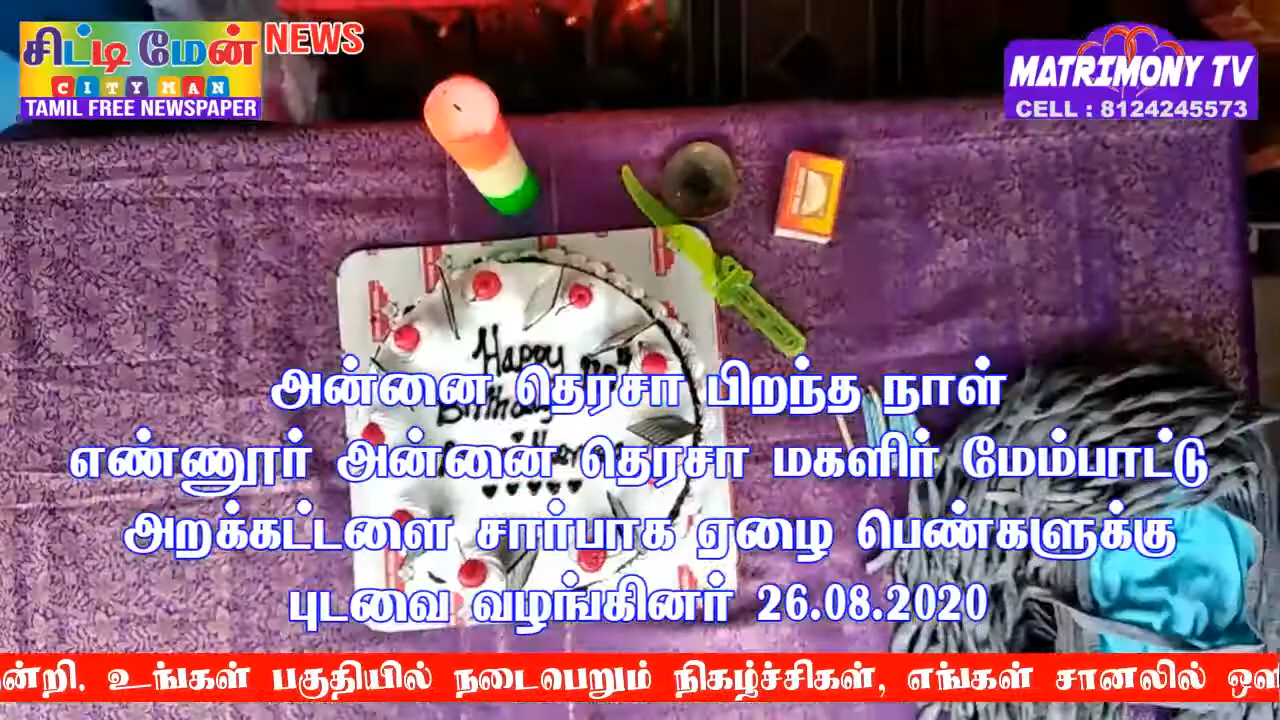 சிட்டி மேன் NEWS
CITY MAN
TAMIL FREE NEWSPAPER
MATRIMONY TV
CELL : 8124245573
Happy
அன்னை தெரசா பிறந்த நாள்
எண்ணூர் அன்னை தெரசா மகளிர் மேம்பாட்டு
அறக்கட்டளை சார்பாக ஏழை பெண்களுக்கு
புடவை வழங்கினர் 26.08.2020
உங்கள் பகுதியில் நடைபெறும் நிகழ்ச்சிகள், எங்கள் சானலில்